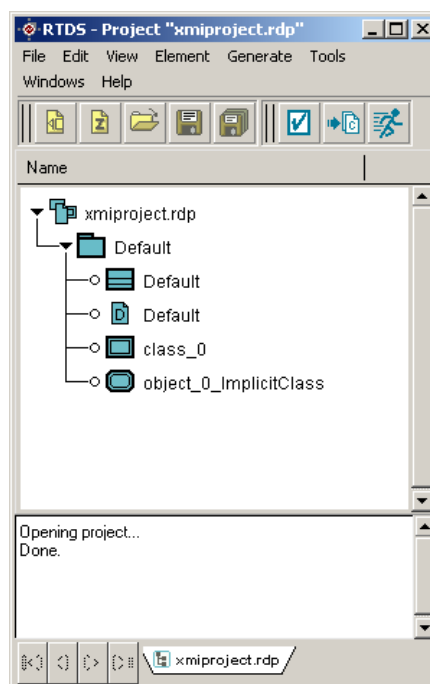 RTDS - Project "xmiproject.rdp"
File Edit View Element Generate Tools
Windows Help
Name
xmiproject.rdp
Default
Default
D Default
class_0
object_0_ImplicitClass
Opening project...
Done.
xmiproject.rdp